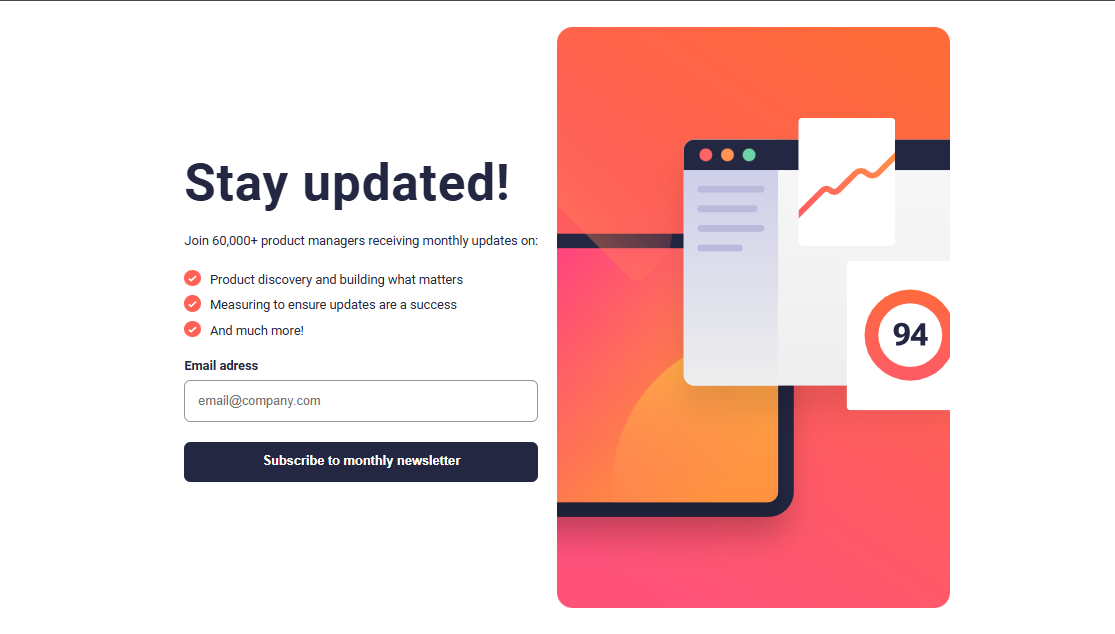 Stay updated!
Join 60,000+ product managers receiving monthly updates on:
Product discovery and building what matters
Measuring to ensure updates are a success
And much more!
Email adress
email@company.com
Subscribe to monthly newsletter
94